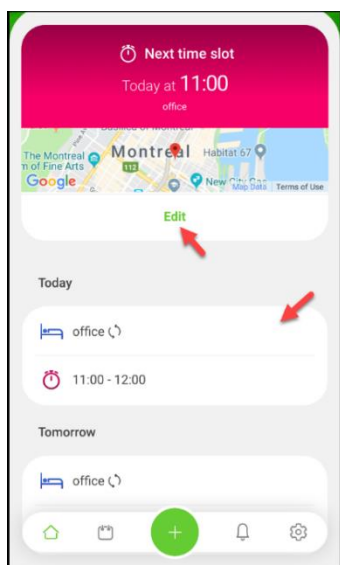 Next time slot
Today at 11:00
office
The Montreal
m of Fine Arts
Montreal
Habitat 67
112
Google
New City Gas
Map Data
Terms of Use
Edit
Today
office
11:00 - 12:00
Tomorrow
office